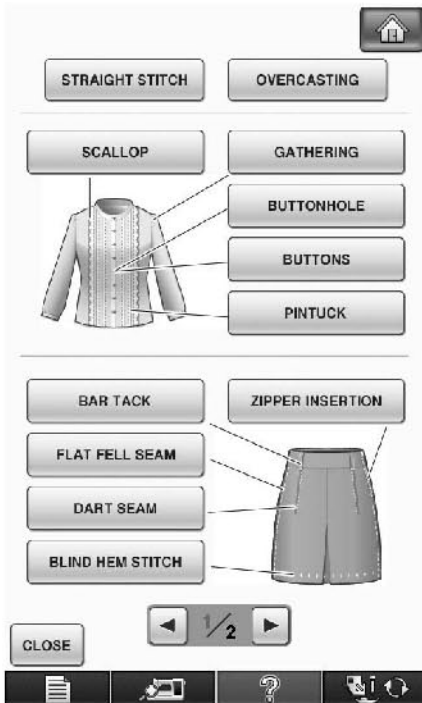 STRAIGHT STITCH OVERCASTING
SCALLOP GATHERING
BUTTONHOLE
BUTTONS
PINTUCK
BAR TACK ZIPPER INSERTION
FLAT FELL SEAM
DART SEAM
BLIND HEM STITCH
1/2
CLOSE
?
i